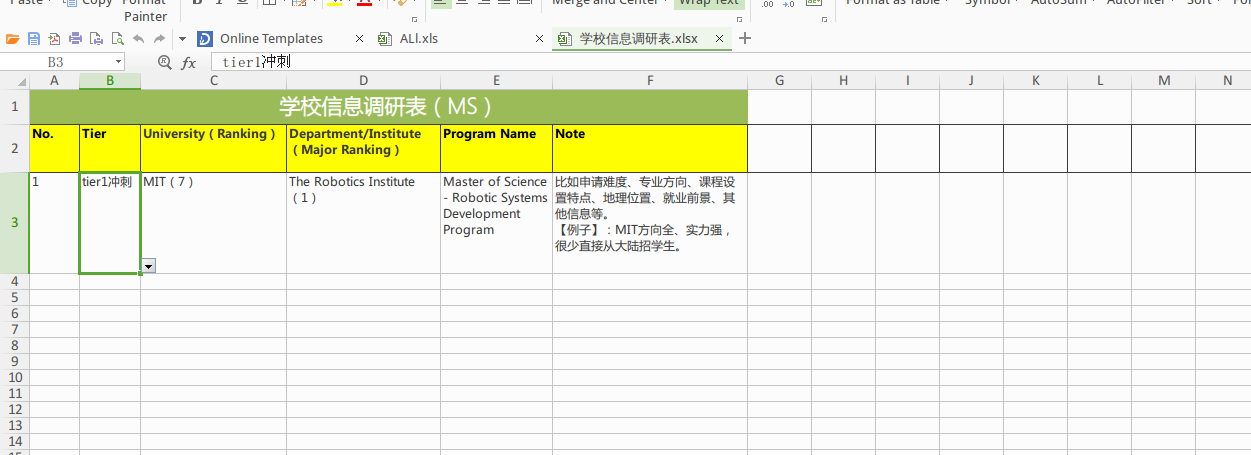 Paste Cut Copy Format
Painter
B I U
Merge and Center Wrap Text
.00 →.0
Format as Table Symbol AutoSum AutoFilter Sort
Online Templates ALl.xls 学校信息调研表.xlsx
B3 fx tier1冲刺
A B C D E F G H I J K L M N
1 学校信息调研表（MS）
2 No. Tier University（Ranking） Department/Institute（Major Ranking） Program Name Note
3 1 tier1冲刺 MIT（7） The Robotics Institute（1） Master of Science - Robotic Systems Development Program 比如申请难度、专业方向、课程设置特点、地理位置、就业前景、其他信息等。【例子】：MIT方向全、实力强，很少直接从大陆招学生。
4
5
6
7
8
9
10
11
12
13
14